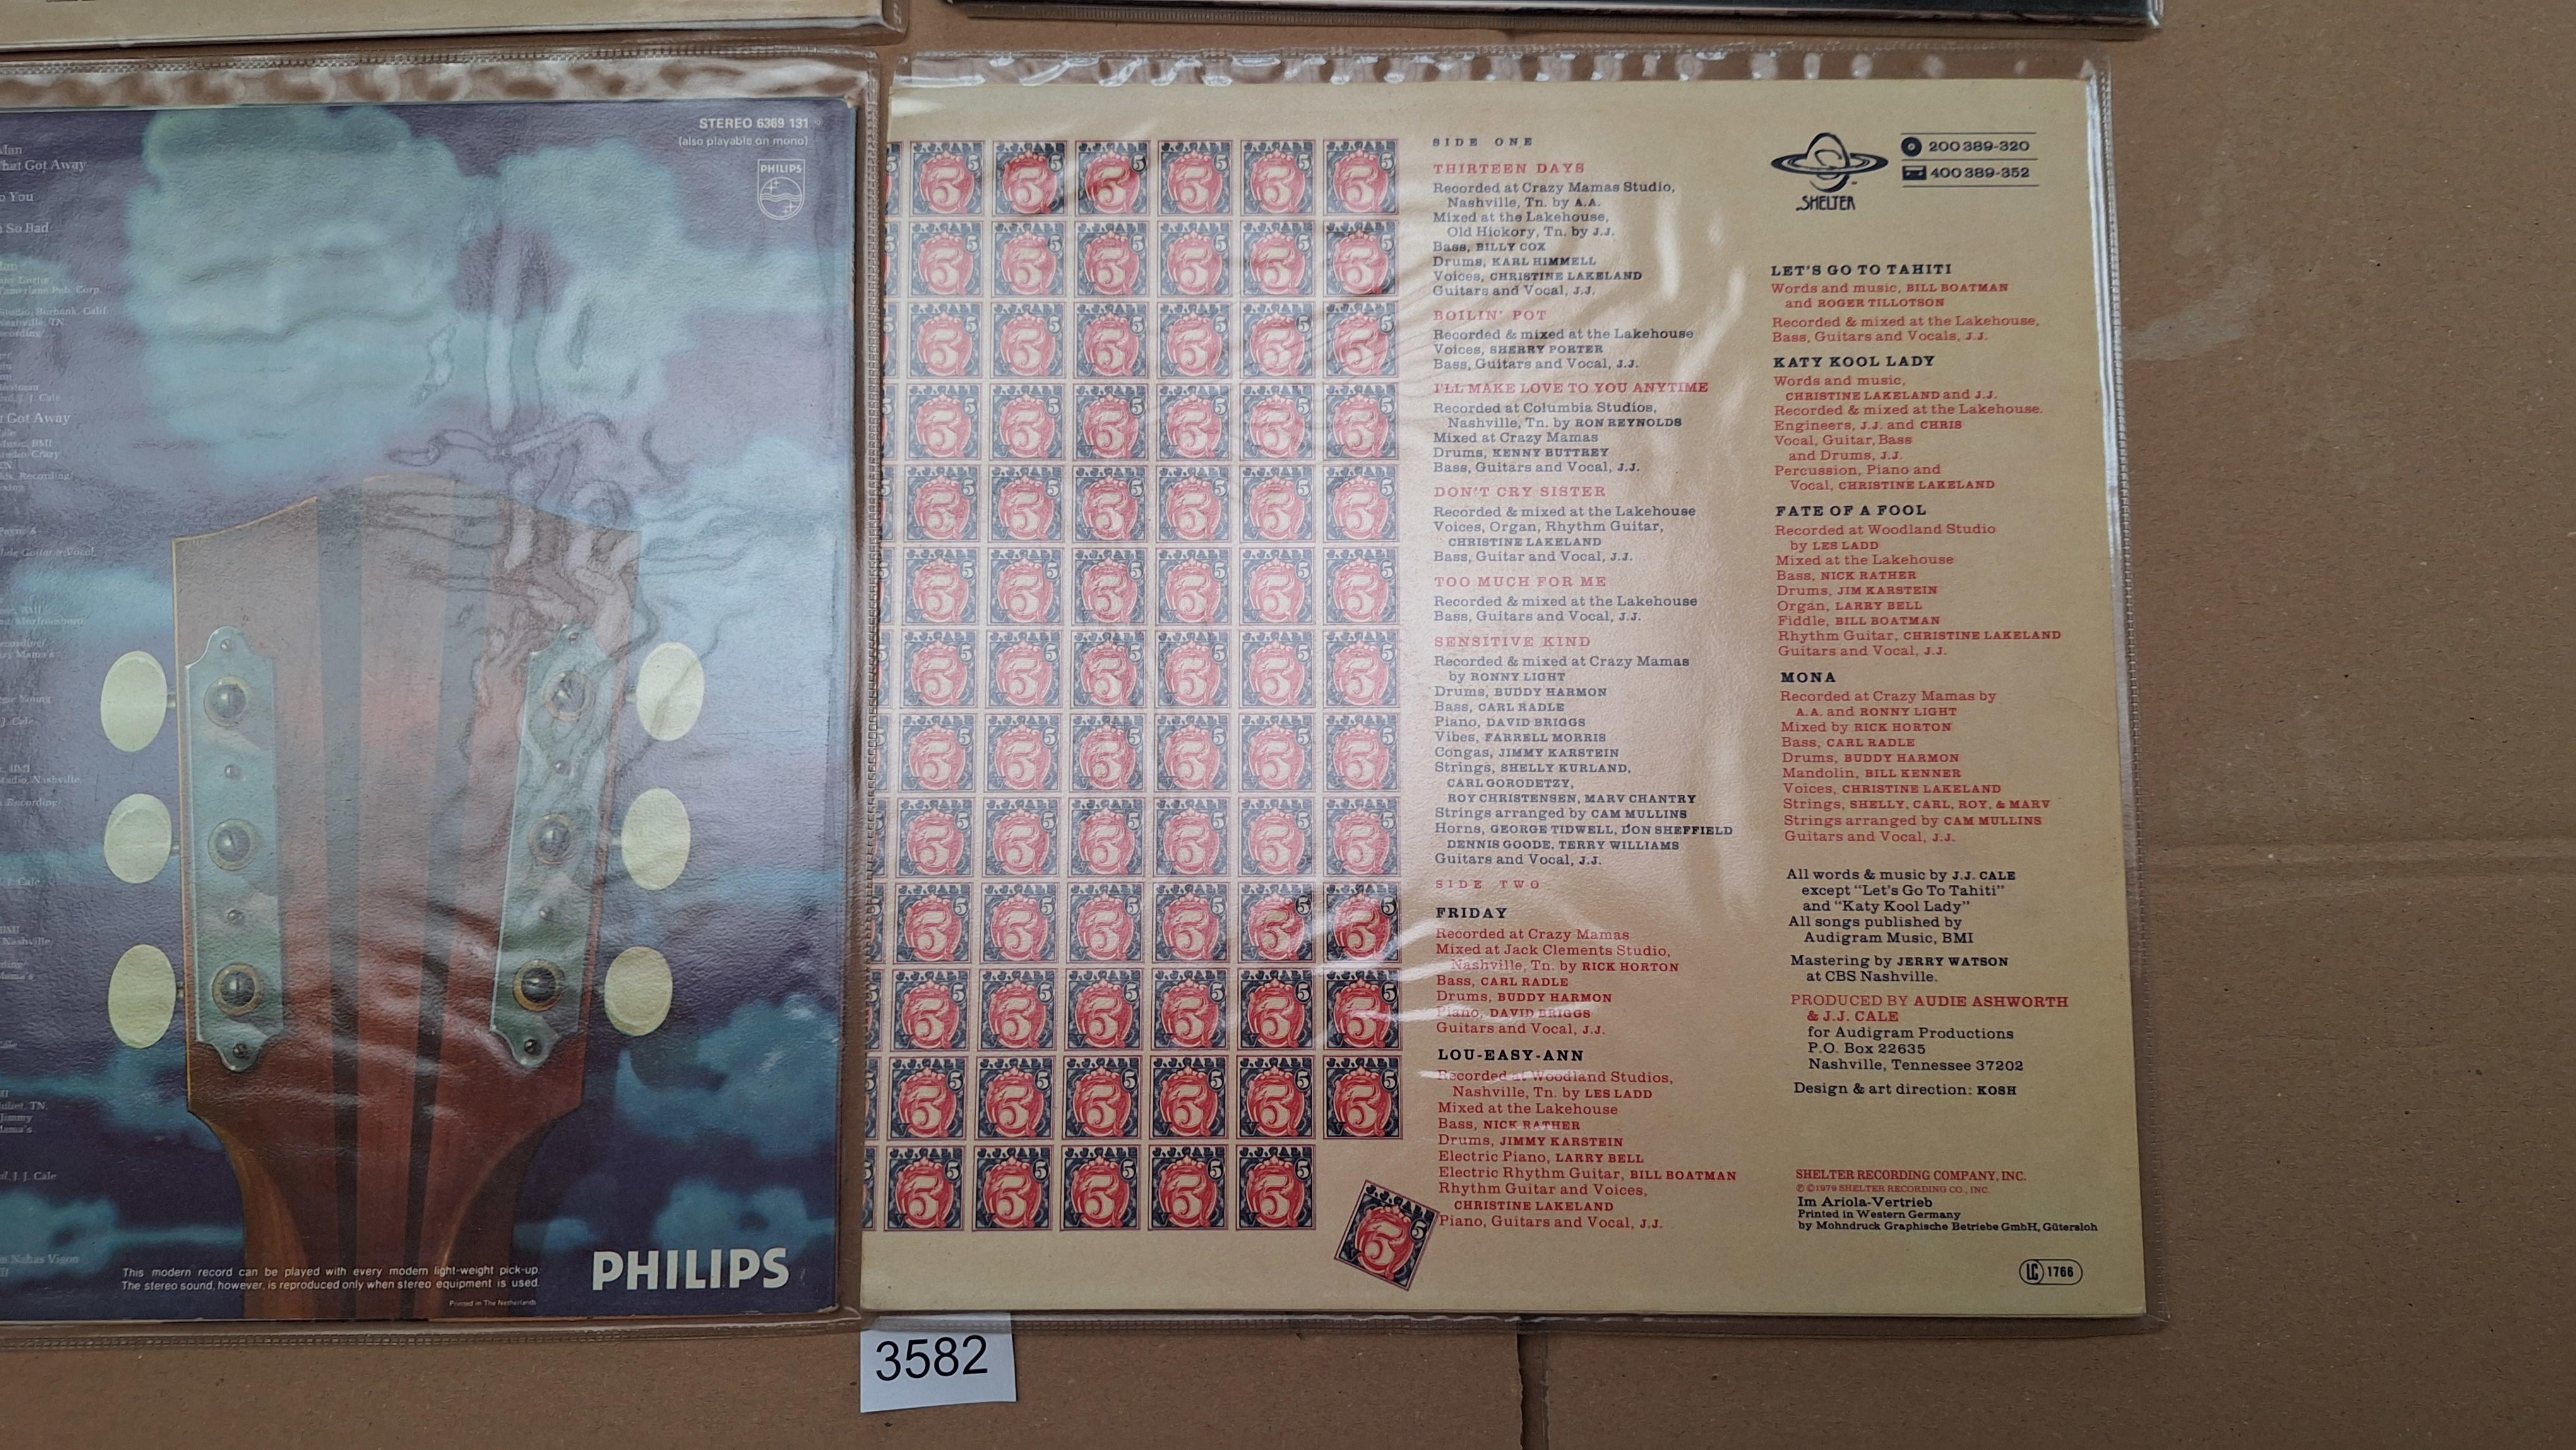 Man
That Got Away
o You
So Bad
Got Away
STEREO 6369 131
(also playable on mono)
PHILIPS
This modern record can be played with every modern light-weight pick-up.
The stereo sound, however, is reproduced only when stereo equipment is used.
Printed in The Netherlands
PHILIPS
J.J. CALE
5
SIDE ONE
THIRTEEN DAYS
Recorded at Crazy Mamas Studio,
Nashville, Tn. by A.A.
Mixed at the Lakehouse,
Old Hickory, Tn. by J.J.
Bass, BILLY COX
Drums, KARL HIMMELL
Voices, CHRISTINE LAKELAND
Guitars and Vocal, J.J.
BOILIN' POT
Recorded & mixed at the Lakehouse
Voices, SHERRY PORTER
Bass, Guitars and Vocal, J.J.
I'LL MAKE LOVE TO YOU ANYTIME
Recorded at Columbia Studios,
Nashville, Tn. by RON REYNOLDS
Mixed at Crazy Mamas
Drums, KENNY BUTTREY
Bass, Guitars and Vocal, J.J.
DON'T CRY SISTER
Recorded & mixed at the Lakehouse
Voices, Organ, Rhythm Guitar,
CHRISTINE LAKELAND
Bass, Guitar and Vocal, J.J.
TOO MUCH FOR ME
Recorded & mixed at the Lakehouse
Bass, Guitars and Vocal, J.J.
SENSITIVE KIND
Recorded & mixed at Crazy Mamas
by RONNY LIGHT
Drums, BUDDY HARMON
Bass, CARL RADLE
Piano, DAVID BRIGGS
Vibes, FARRELL MORRIS
Congas, JIMMY KARSTEIN
Strings, SHELLY KURLAND,
CARL GORODETZY,
ROY CHRISTENSEN, MARV CHANTRY
Strings arranged by CAM MULLINS
Horns, GEORGE TIDWELL, DON SHEFFIELD
DENNIS GOODE, TERRY WILLIAMS
Guitars and Vocal, J.J.
SIDE TWO
FRIDAY
Recorded at Crazy Mamas
Mixed at Jack Clements Studio,
Nashville, Tn. by RICK HORTON
Bass, CARL RADLE
Drums, BUDDY HARMON
Piano, DAVID BRIGGS
Guitars and Vocal, J.J.
LOU-EASY-ANN
Recorded at Woodland Studios,
Nashville, Tn. by LES LADD
Mixed at the Lakehouse
Bass, NICK RATHER
Drums, JIMMY KARSTEIN
Electric Piano, LARRY BELL
Electric Rhythm Guitar, BILL BOATMAN
Rhythm Guitar and Voices,
CHRISTINE LAKELAND
Piano, Guitars and Vocal, J.J.
SHELTER
200 389-320
400 389-352
LET'S GO TO TAHITI
Words and music, BILL BOATMAN
and ROGER TILLOTSON
Recorded & mixed at the Lakehouse,
Bass, Guitars and Vocals, J.J.
KATY KOOL LADY
Words and music,
CHRISTINE LAKELAND and J.J.
Recorded & mixed at the Lakehouse.
Engineers, J.J. and CHRIS
Vocal, Guitar, Bass
and Drums, J.J.
Percussion, Piano and
Vocal, CHRISTINE LAKELAND
FATE OF A FOOL
Recorded at Woodland Studio
by LES LADD
Mixed at the Lakehouse
Bass, NICK RATHER
Drums, JIM KARSTEIN
Organ, LARRY BELL
Fiddle, BILL BOATMAN
Rhythm Guitar, CHRISTINE LAKELAND
Guitars and Vocal, J.J.
MONA
Recorded at Crazy Mamas by
A.A. and RONNY LIGHT
Mixed by RICK HORTON
Bass, CARL RADLE
Drums, BUDDY HARMON
Mandolin, BILL KENNER
Voices, CHRISTINE LAKELAND
Strings, SHELLY, CARL, ROY, & MARV
Strings arranged by CAM MULLINS
Guitars and Vocal, J.J.
All words & music by J.J. CALE
except "Let's Go To Tahiti"
and "Katy Kool Lady"
All songs published by
Audigram Music, BMI
Mastering by JERRY WATSON
at CBS Nashville.
PRODUCED BY AUDIE ASHWORTH
& J.J. CALE
for Audigram Productions
P.O. Box 22635
Nashville, Tennessee 37202
Design & art direction: KOSH
SHELTER RECORDING COMPANY, INC.
℗ ©1979 SHELTER RECORDING CO., INC.
Im Ariola-Vertrieb
Printed in Western Germany
by Mohndruck Graphische Betriebe GmbH, Gütersloh
LC 1766
3582